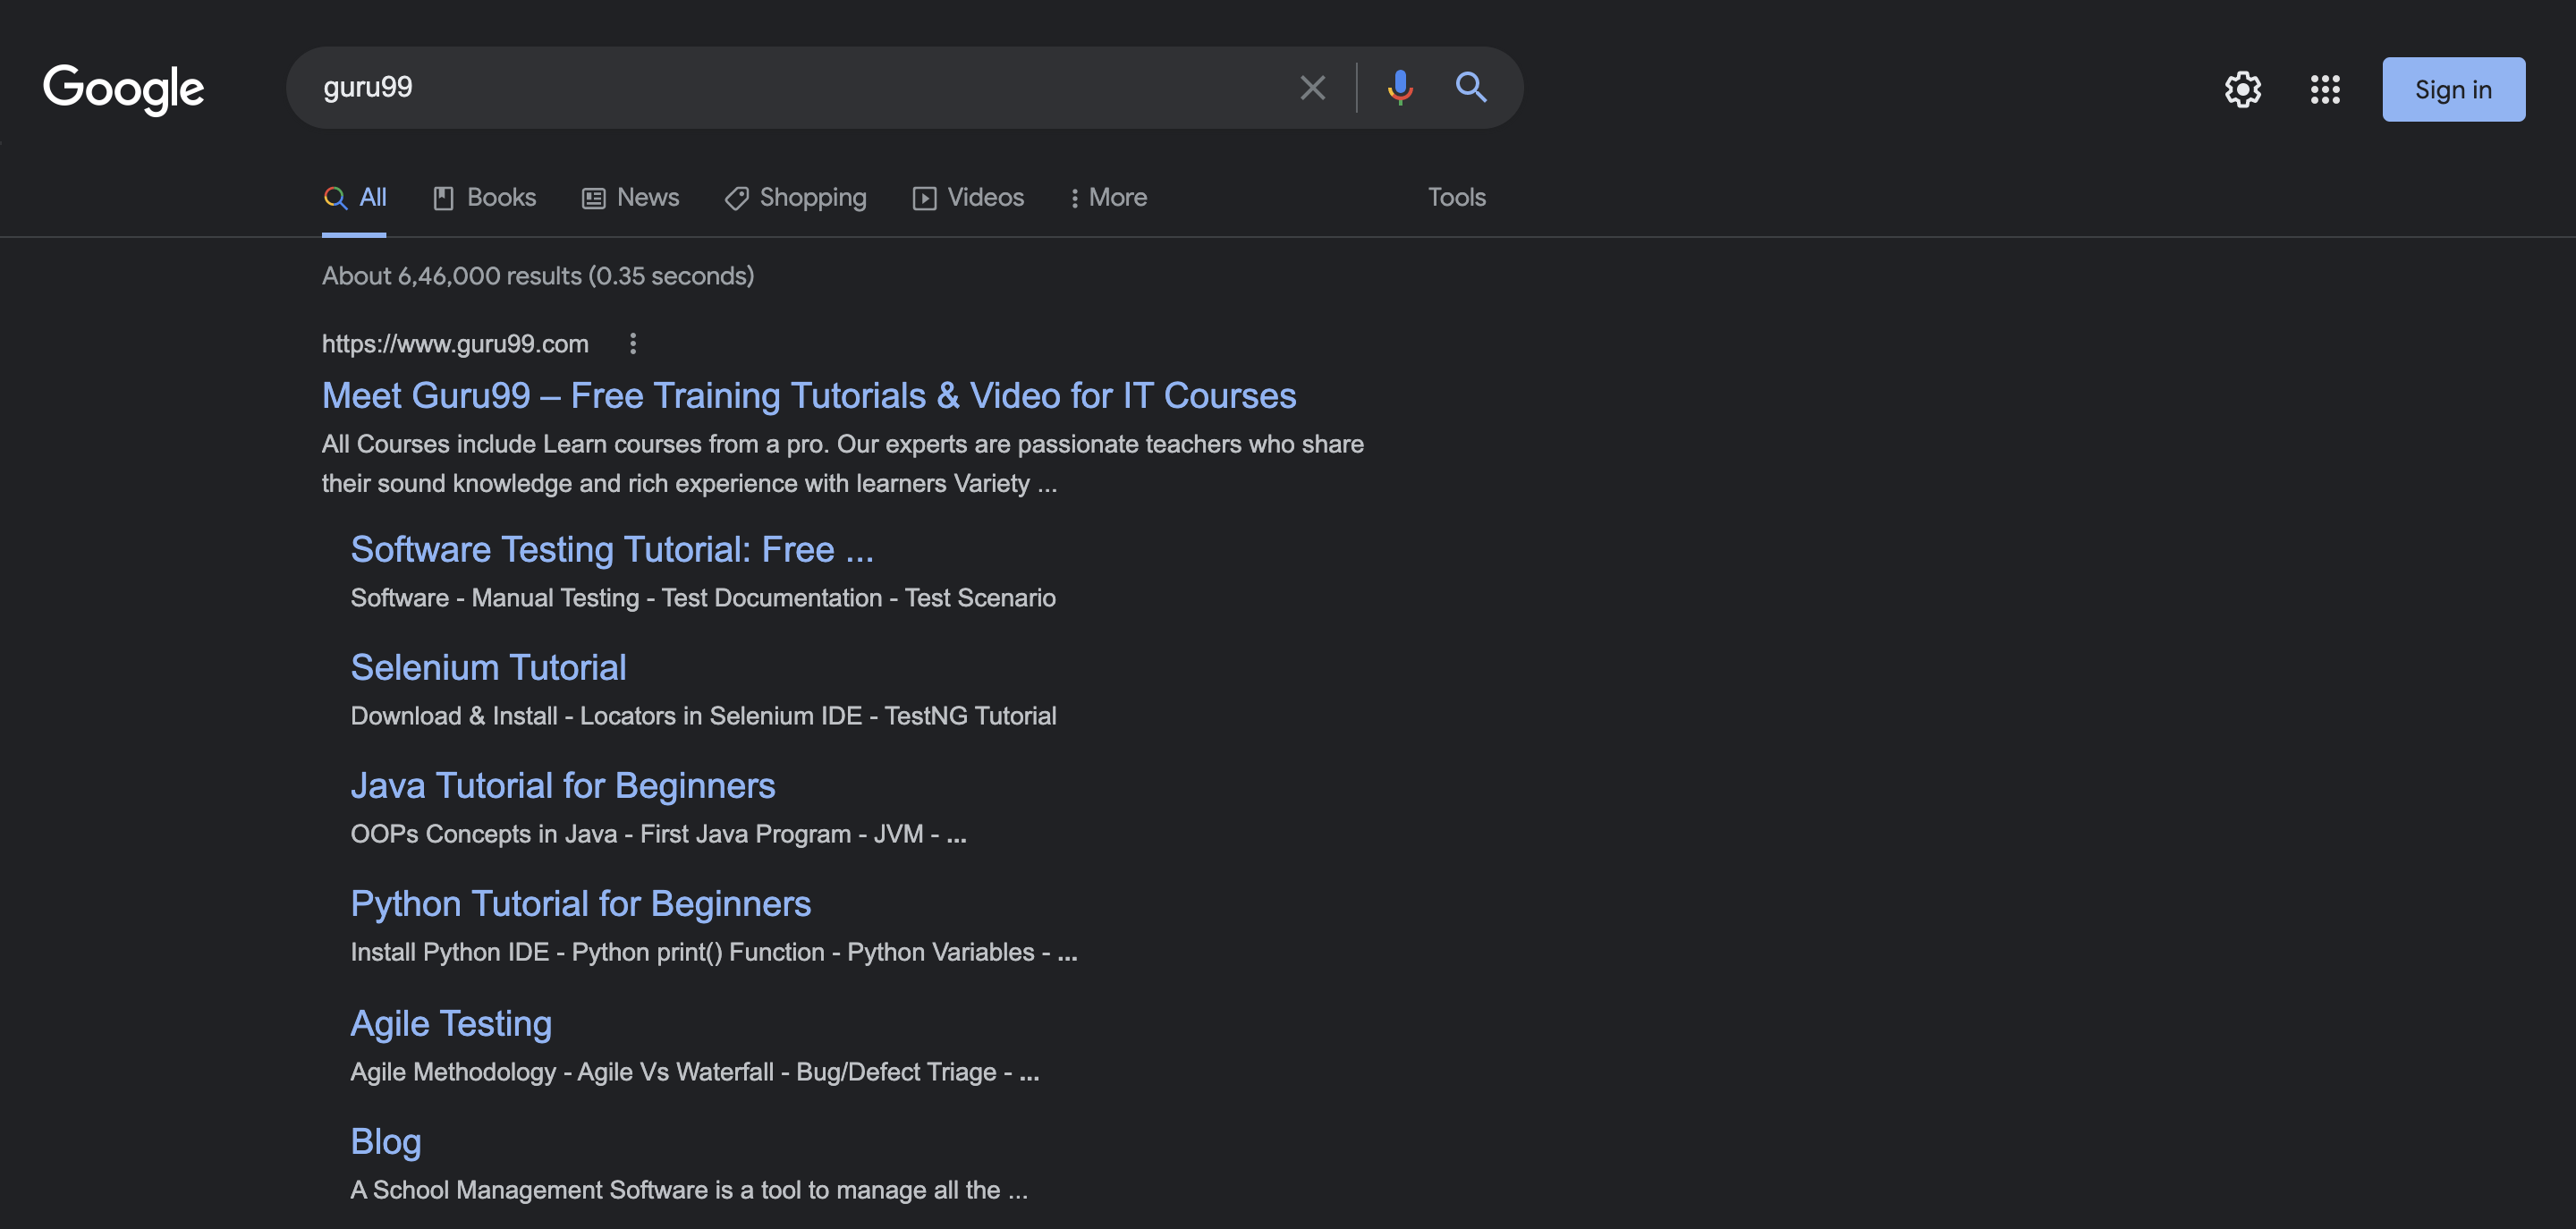 Google
guru99
Sign in
All
Books
News
Shopping
Videos
More
Tools
About 6,46,000 results (0.35 seconds)
https://www.guru99.com
Meet Guru99 – Free Training Tutorials & Video for IT Courses
All Courses include Learn courses from a pro. Our experts are passionate teachers who share
their sound knowledge and rich experience with learners Variety ...
Software Testing Tutorial: Free ...
Software - Manual Testing - Test Documentation - Test Scenario
Selenium Tutorial
Download & Install - Locators in Selenium IDE - TestNG Tutorial
Java Tutorial for Beginners
OOPs Concepts in Java - First Java Program - JVM - ...
Python Tutorial for Beginners
Install Python IDE - Python print() Function - Python Variables - ...
Agile Testing
Agile Methodology - Agile Vs Waterfall - Bug/Defect Triage - ...
Blog
A School Management Software is a tool to manage all the ...